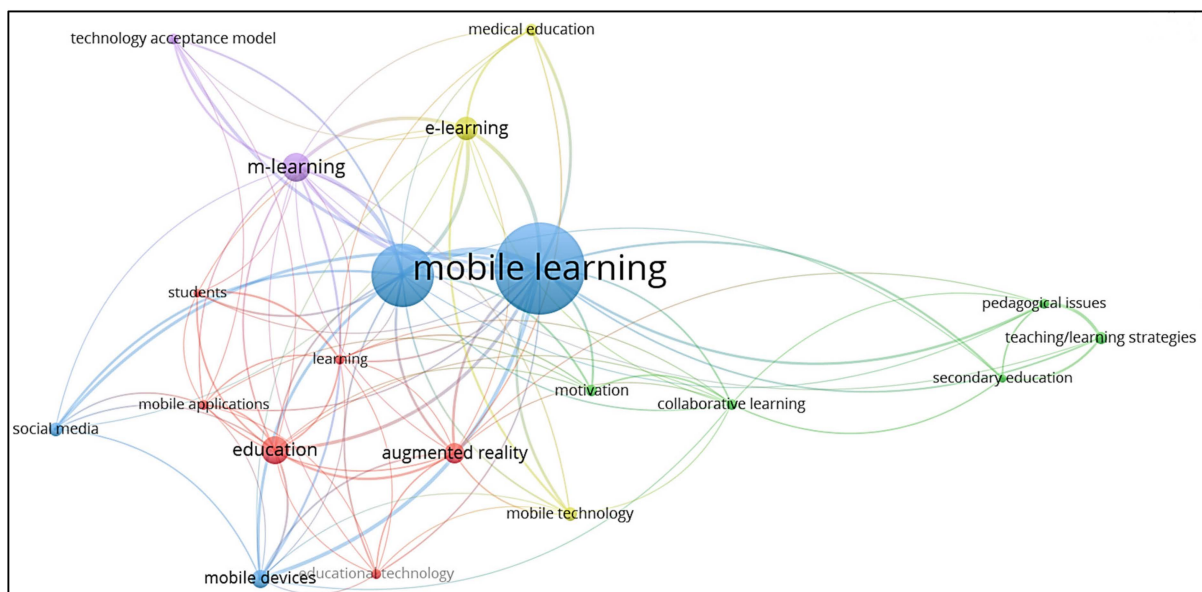 medical education
technology acceptance model
e-learning
m-learning
mobile learning
students
pedagogical issues
teaching/learning strategies
learning
secondary education
motivation
mobile applications
collaborative learning
social media
education
augmented reality
mobile technology
mobile devices
educational technology